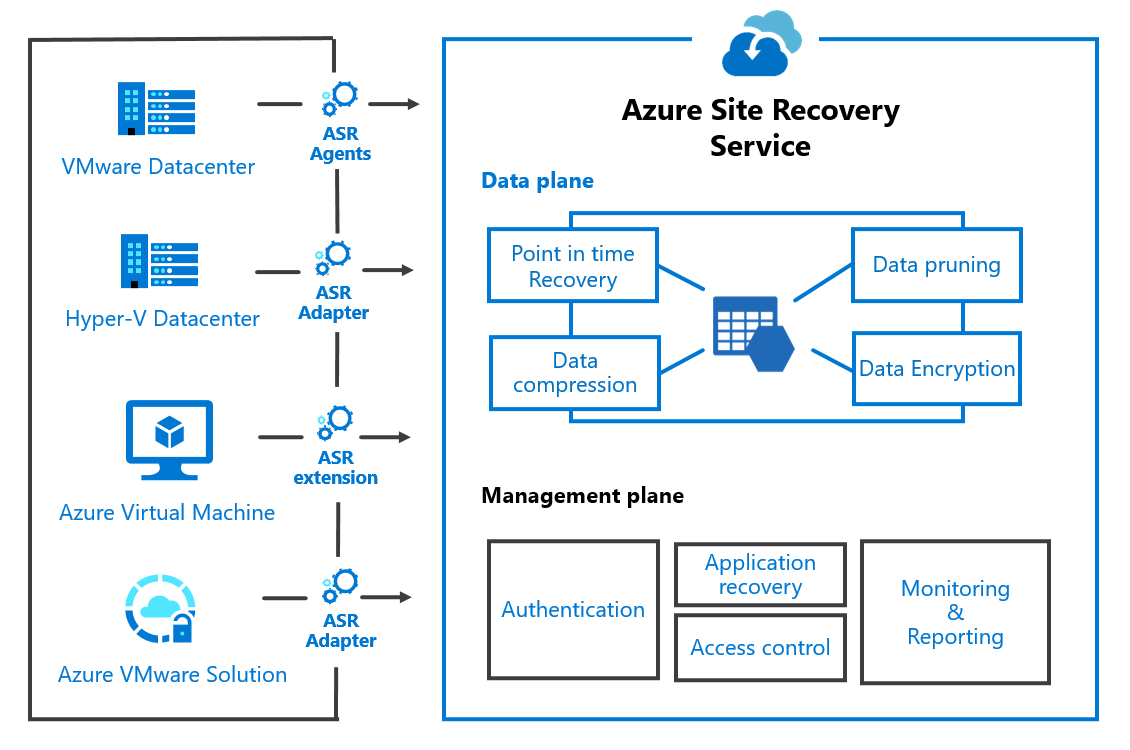 VMware Datacenter
ASR
Agents
Hyper-V Datacenter
ASR
Adapter
Azure Virtual Machine
ASR
extension
Azure VMware Solution
ASR
Adapter
Azure Site Recovery
Service
Data plane
Point in time
Recovery
Data pruning
Data
compression
Data Encryption
Management plane
Authentication
Application
recovery
Access control
Monitoring
&
Reporting